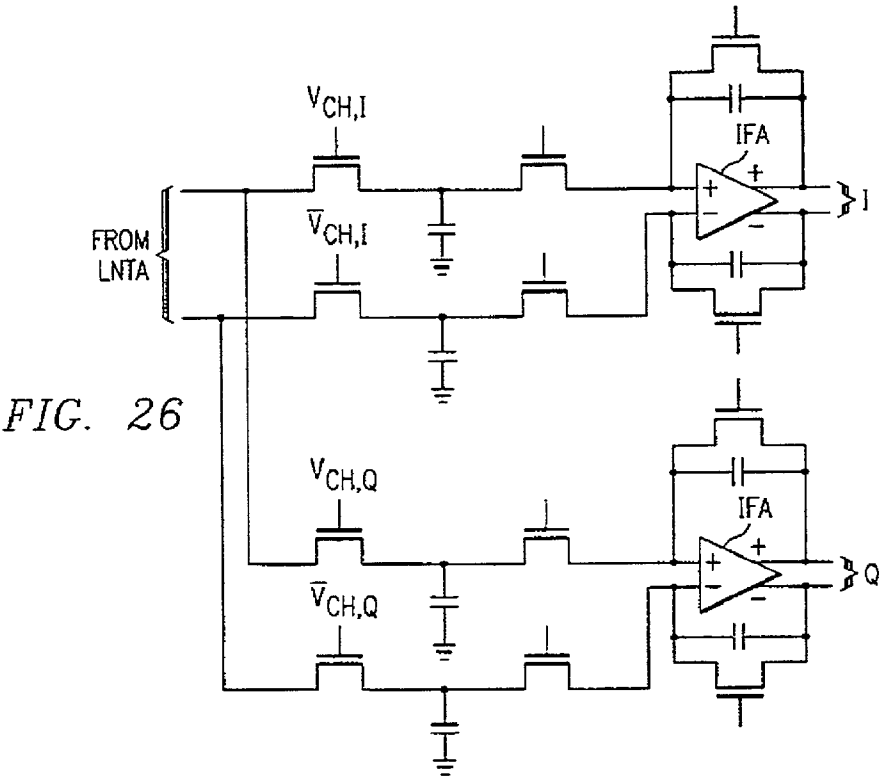 V_CH,I
IFA
+
+
−
−
I
V̅_CH,I
FROM
LNTA
FIG. 26
V_CH,Q
IFA
+
+
−
−
Q
V̅_CH,Q